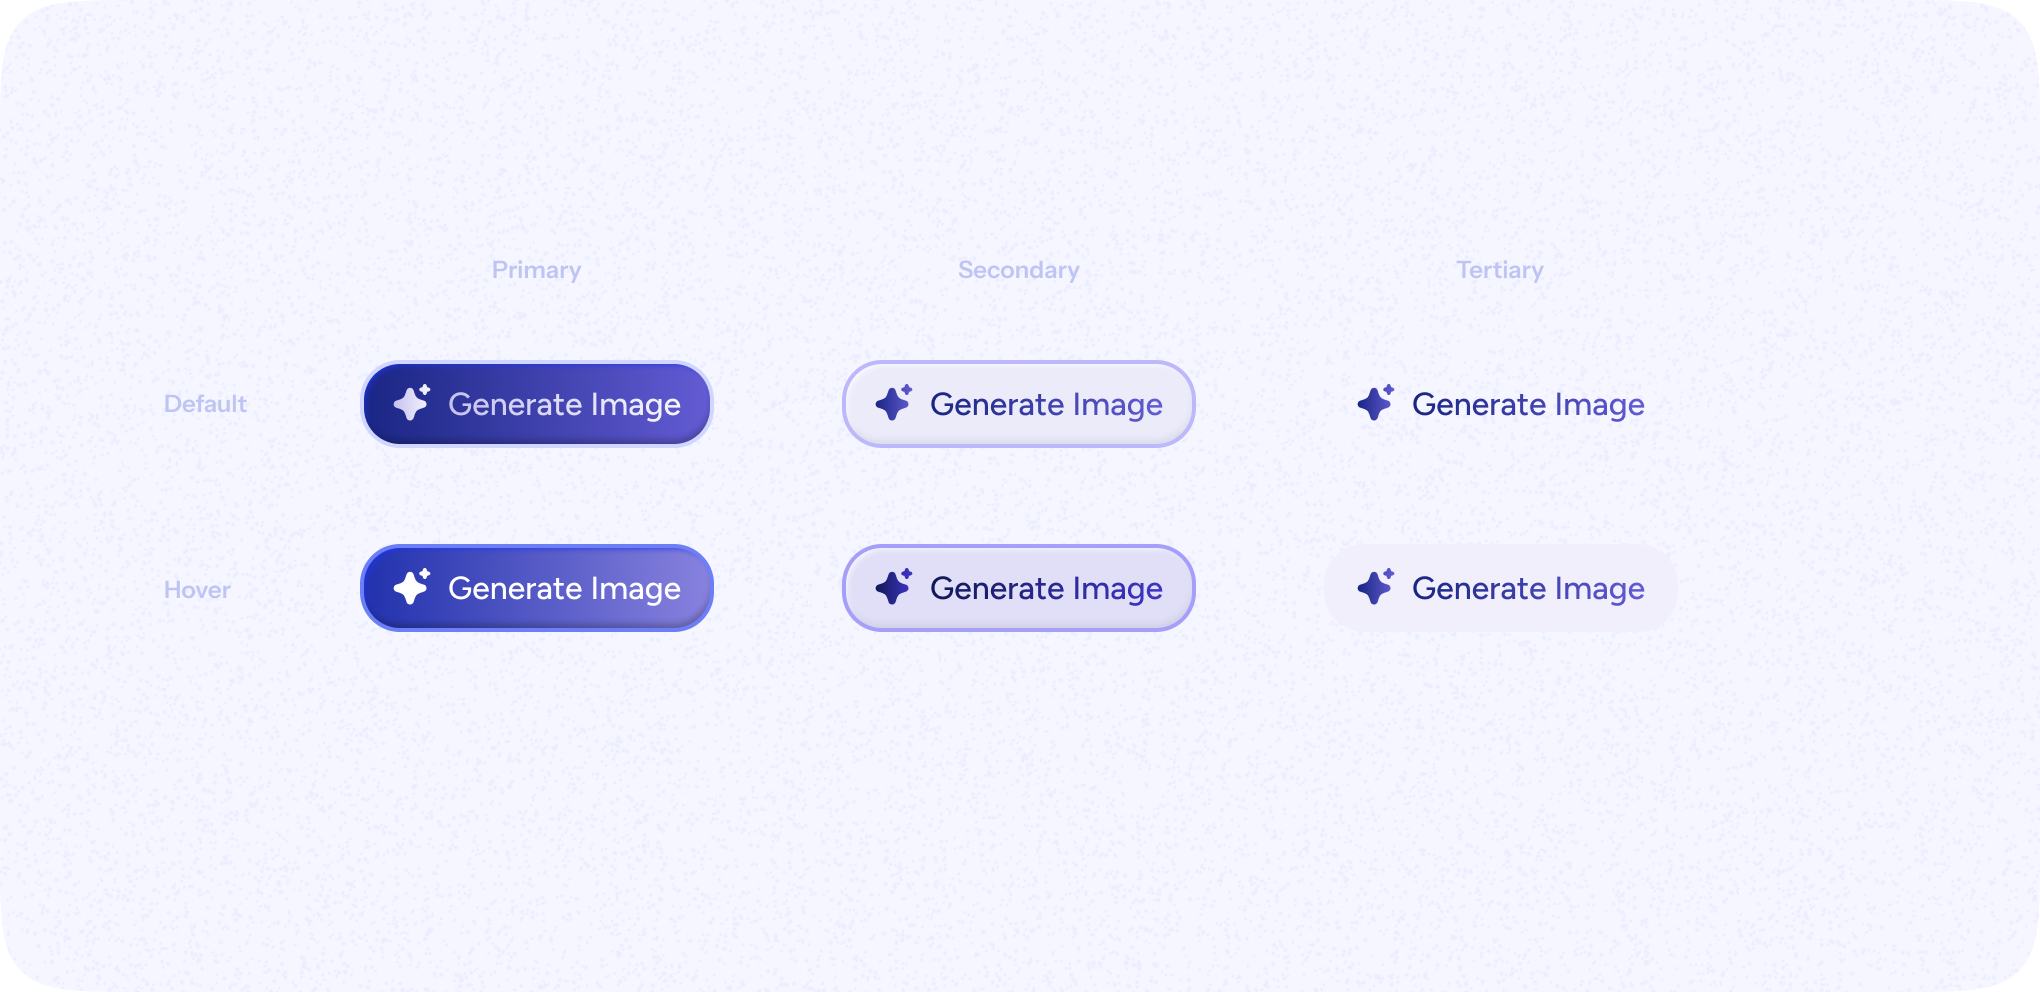 Primary Secondary Tertiary
Default Generate Image Generate Image Generate Image
Hover Generate Image Generate Image Generate Image